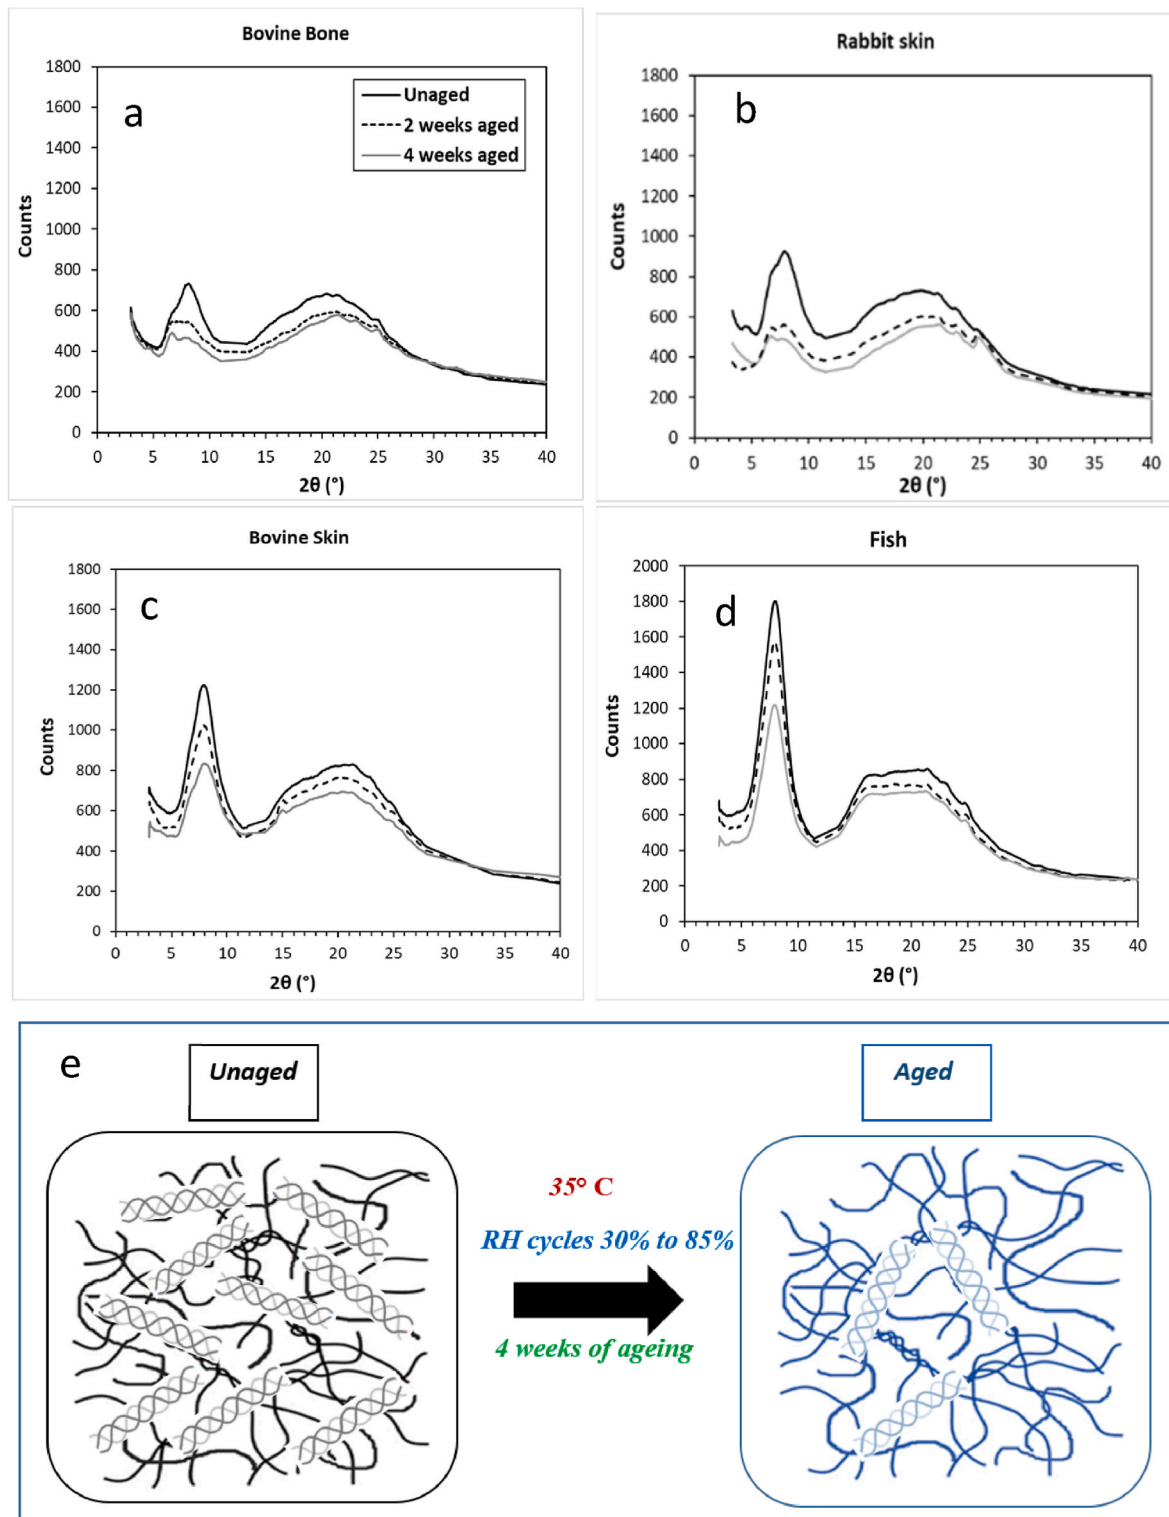 Bovine Bone
a
Unaged
2 weeks aged
4 weeks aged
1800
1600
1400
1200
1000
800
600
400
200
0
Counts
0 5 10 15 20 25 30 35 40
2θ (°)
Rabbit skin
b
1800
1600
1400
1200
1000
800
600
400
200
0
Counts
0 5 10 15 20 25 30 35 40
2θ (°)
Bovine Skin
c
1800
1600
1400
1200
1000
800
600
400
200
0
Counts
0 5 10 15 20 25 30 35 40
2θ (°)
Fish
d
2000
1800
1600
1400
1200
1000
800
600
400
200
0
Counts
0 5 10 15 20 25 30 35 40
2θ (°)
e
Unaged
Aged
35° C
RH cycles 30% to 85%
4 weeks of ageing